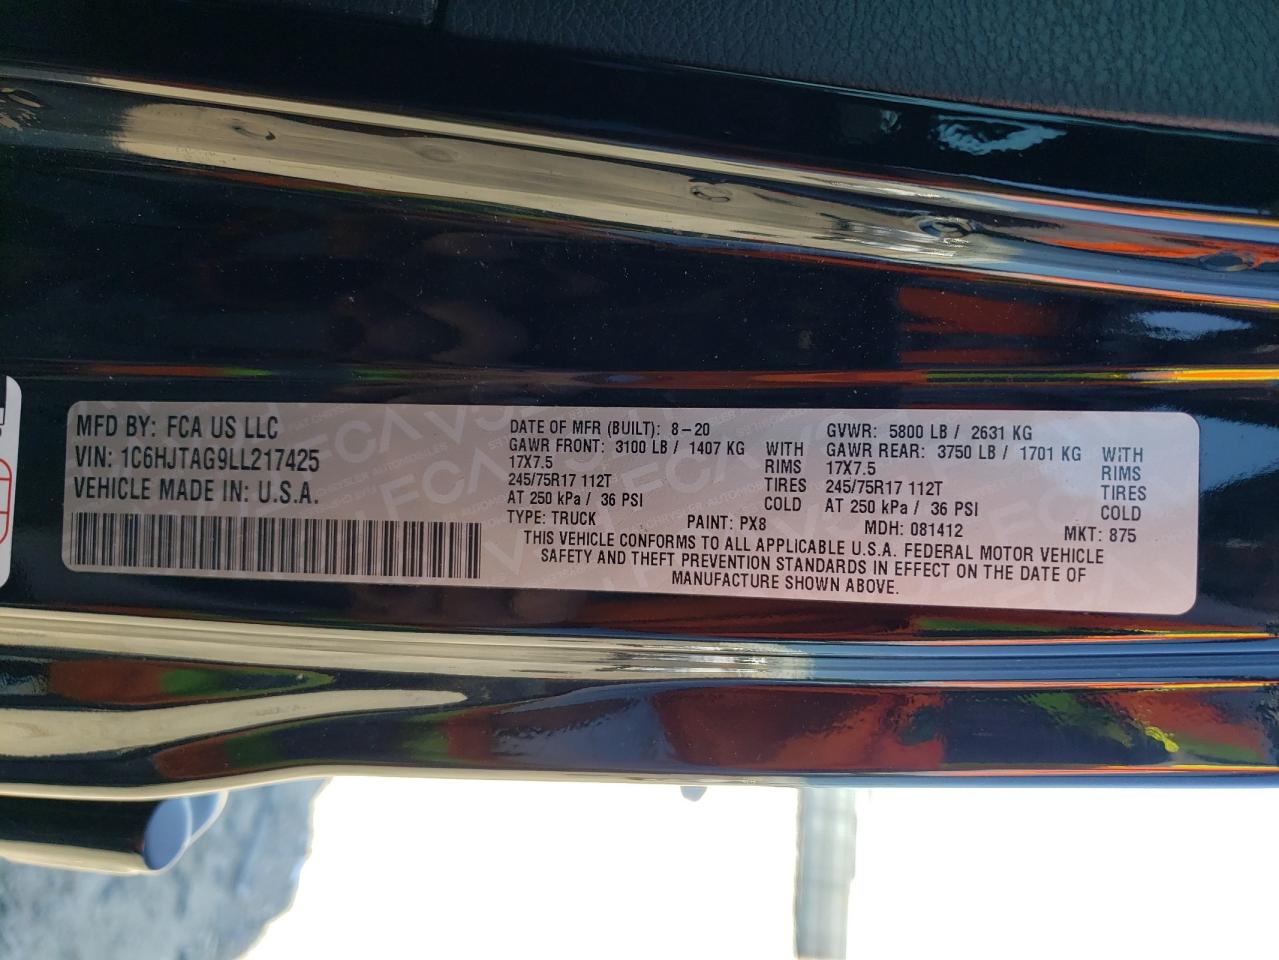 MFD BY: FCA US LLC
VIN: 1C6HJTAG9LL217425
VEHICLE MADE IN: U.S.A.
DATE OF MFR (BUILT): 8-20
GAWR FRONT: 3100 LB / 1407 KG WITH
17X7.5 RIMS
245/75R17 112T TIRES
AT 250 kPa / 36 PSI COLD
GVWR: 5800 LB / 2631 KG
GAWR REAR: 3750 LB / 1701 KG WITH
17X7.5 RIMS
245/75R17 112T TIRES
AT 250 kPa / 36 PSI COLD
TYPE: TRUCK PAINT: PX8 MDH: 081412 MKT: 875
THIS VEHICLE CONFORMS TO ALL APPLICABLE U.S.A. FEDERAL MOTOR VEHICLE
SAFETY AND THEFT PREVENTION STANDARDS IN EFFECT ON THE DATE OF
MANUFACTURE SHOWN ABOVE.